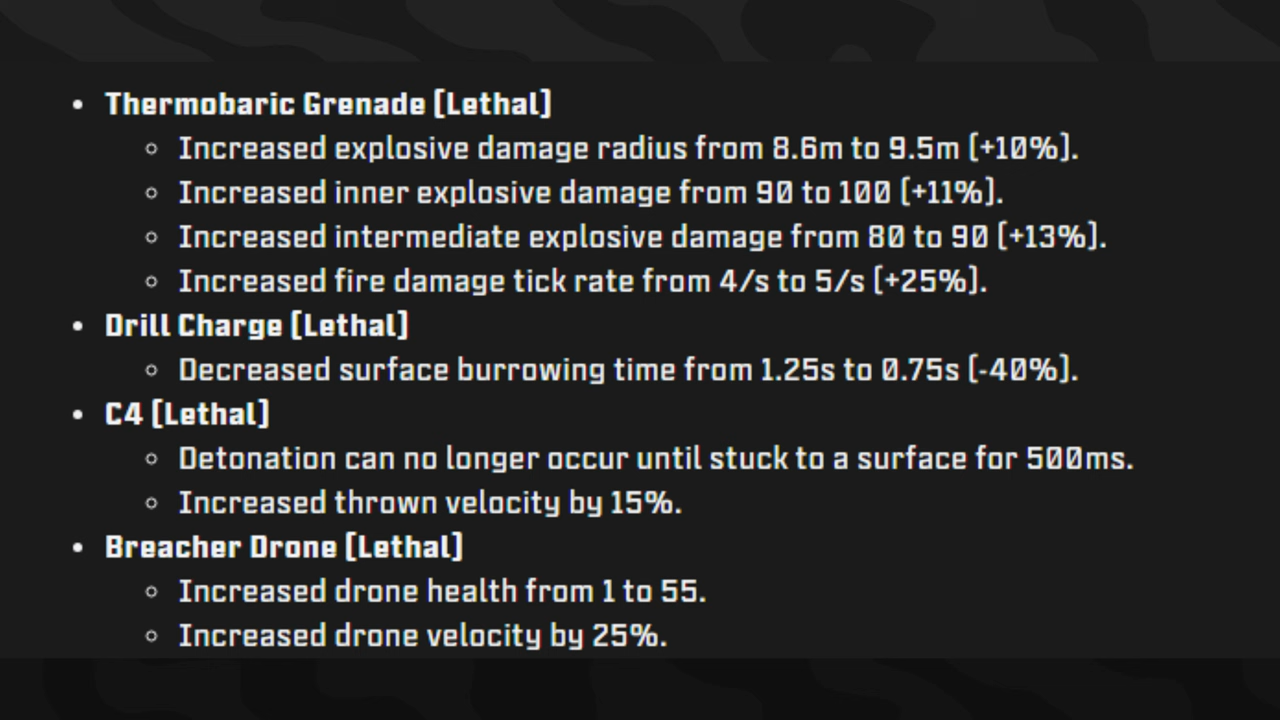 • Thermobaric Grenade [Lethal]
◦ Increased explosive damage radius from 8.6m to 9.5m [+10%].
◦ Increased inner explosive damage from 90 to 100 [+11%].
◦ Increased intermediate explosive damage from 80 to 90 [+13%].
◦ Increased fire damage tick rate from 4/s to 5/s [+25%].
• Drill Charge [Lethal]
◦ Decreased surface burrowing time from 1.25s to 0.75s [-40%].
• C4 [Lethal]
◦ Detonation can no longer occur until stuck to a surface for 500ms.
◦ Increased thrown velocity by 15%.
• Breacher Drone [Lethal]
◦ Increased drone health from 1 to 55.
◦ Increased drone velocity by 25%.